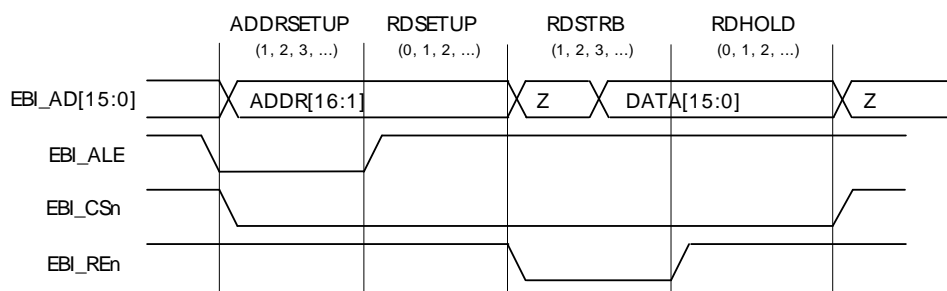 ADDRSETUP RDSETUP RDSTRB RDHOLD
(1, 2, 3, ...) (0, 1, 2, ...) (1, 2, 3, ...) (0, 1, 2, ...)
EBI_AD[15:0] ADDR[16:1] Z DATA[15:0] Z
EBI_ALE
EBI_CSn
EBI_REn